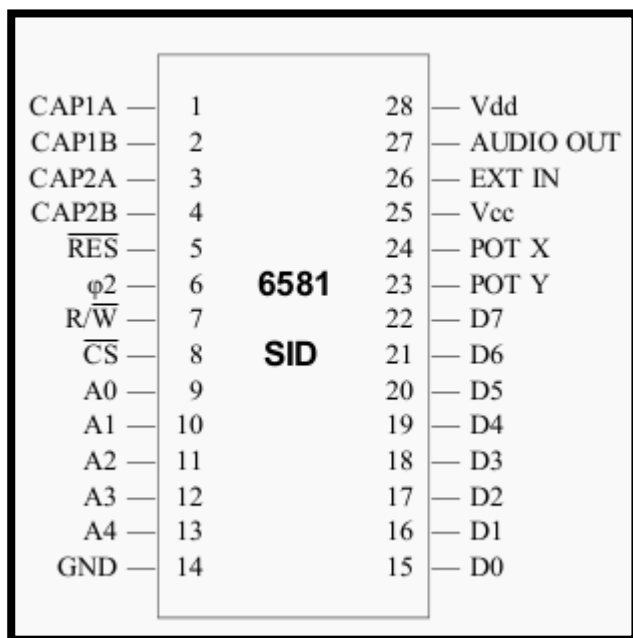 CAP1A 1 28 Vdd
CAP1B 2 27 AUDIO OUT
CAP2A 3 26 EXT IN
CAP2B 4 25 Vcc
R̅E̅S̅ 5 24 POT X
φ2 6 6581 23 POT Y
R/W̅ 7 22 D7
C̅S̅ 8 SID 21 D6
A0 9 20 D5
A1 10 19 D4
A2 11 18 D3
A3 12 17 D2
A4 13 16 D1
GND 14 15 D0